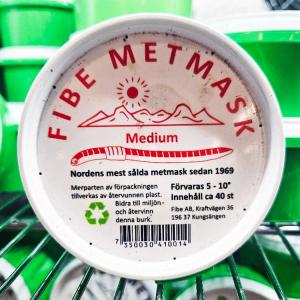 FIBE METMASK
Medium
Nordens mest sålda metmask sedan 1969
Merparten av förpackningen
tillverkas av återvunnen plast.
Bidra till miljön -
och återvinn
denna burk.
Förvaras 5 - 10°
Innehåll ca 40 st
Fibe AB, Kraftvägen 36
196 37 Kungsängen
7 350030 410014